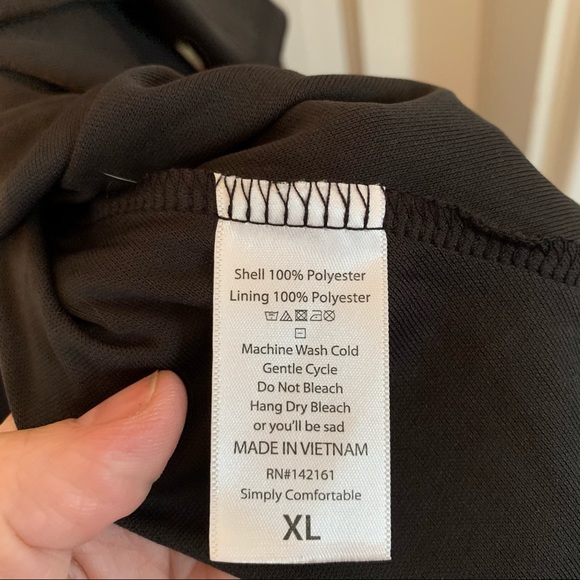 Shell 100% Polyester
Lining 100% Polyester
Machine Wash Cold
Gentle Cycle
Do Not Bleach
Hang Dry Bleach
or you'll be sad
MADE IN VIETNAM
RN#142161
Simply Comfortable
XL